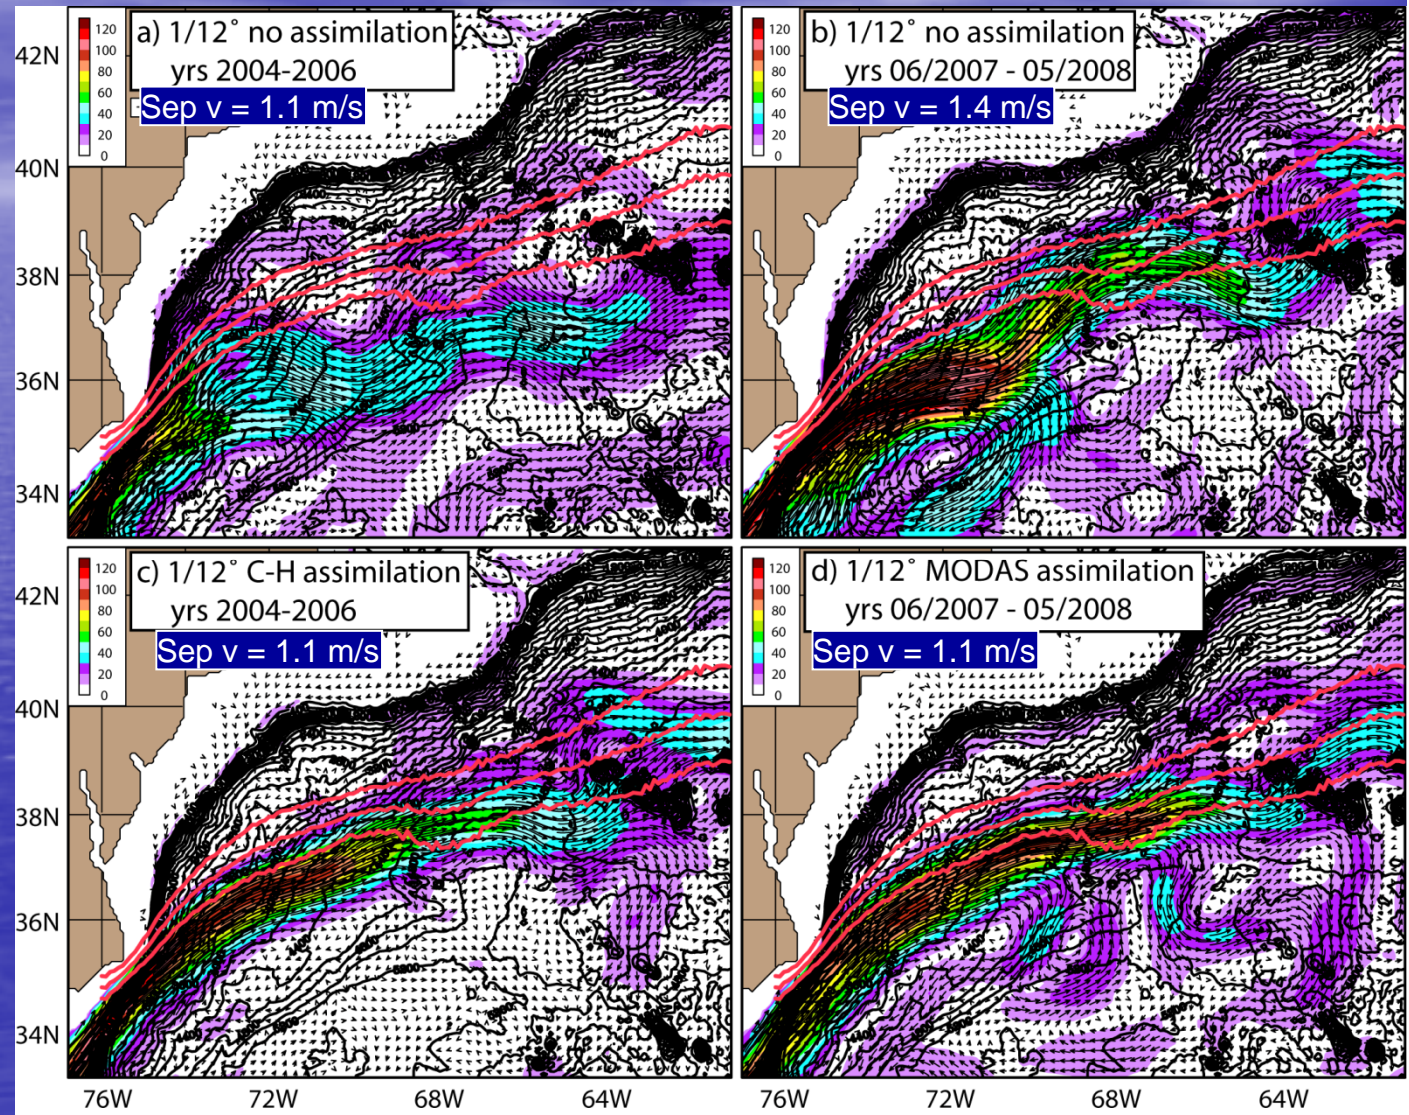 a) 1/12° no assimilation
yrs 2004-2006
Sep v = 1.1 m/s
120
100
80
60
40
20
0
b) 1/12° no assimilation
yrs 06/2007 - 05/2008
Sep v = 1.4 m/s
120
100
80
60
40
20
0
42N
40N
38N
36N
34N
c) 1/12° C-H assimilation
yrs 2004-2006
Sep v = 1.1 m/s
120
100
80
60
40
20
0
d) 1/12° MODAS assimilation
yrs 06/2007 - 05/2008
Sep v = 1.1 m/s
120
100
80
60
40
20
0
42N
40N
38N
36N
34N
76W 72W 68W 64W 76W 72W 68W 64W